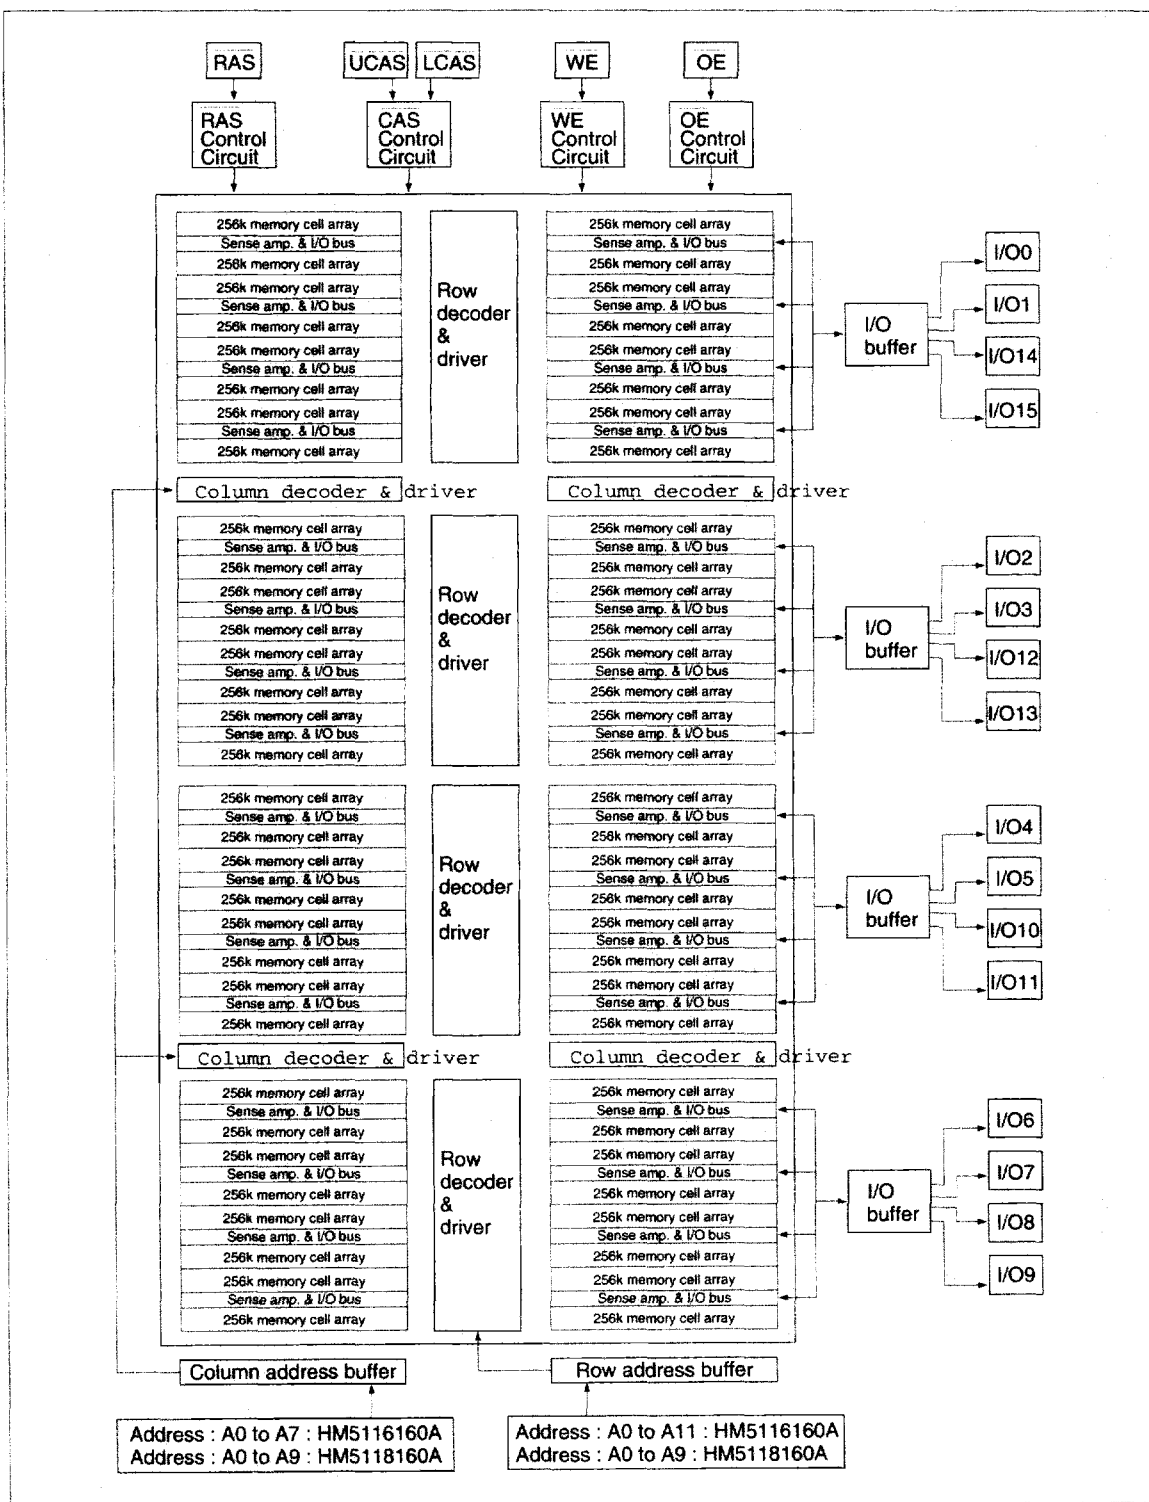 RAS
UCAS
LCAS
WE
OE
RAS
Control
Circuit
CAS
Control
Circuit
WE
Control
Circuit
OE
Control
Circuit
256k memory cell array
Sense amp. & I/O bus
256k memory cell array
256k memory cell array
Sense amp. & I/O bus
256k memory cell array
256k memory cell array
Sense amp. & I/O bus
256k memory cell array
256k memory cell array
Sense amp. & I/O bus
256k memory cell array
Row
decoder
&
driver
256k memory cell array
Sense amp. & I/O bus
256k memory cell array
256k memory cell array
Sense amp. & I/O bus
256k memory cell array
256k memory cell array
Sense amp. & I/O bus
256k memory cell array
256k memory cell array
Sense amp. & I/O bus
256k memory cell array
I/O
buffer
I/O0
I/O1
I/O14
I/O15
Column decoder & driver
Column decoder & driver
256k memory cell array
Sense amp. & I/O bus
256k memory cell array
256k memory cell array
Sense amp. & I/O bus
256k memory cell array
256k memory cell array
Sense amp. & I/O bus
256k memory cell array
256k memory cell array
Sense amp. & I/O bus
256k memory cell array
Row
decoder
&
driver
256k memory cell array
Sense amp. & I/O bus
256k memory cell array
256k memory cell array
Sense amp. & I/O bus
256k memory cell array
256k memory cell array
Sense amp. & I/O bus
256k memory cell array
256k memory cell array
Sense amp. & I/O bus
256k memory cell array
I/O
buffer
I/O2
I/O3
I/O12
I/O13
256k memory cell array
Sense amp. & I/O bus
256k memory cell array
256k memory cell array
Sense amp. & I/O bus
256k memory cell array
256k memory cell array
Sense amp. & I/O bus
256k memory cell array
256k memory cell array
Sense amp. & I/O bus
256k memory cell array
Row
decoder
&
driver
256k memory cell array
Sense amp. & I/O bus
256k memory cell array
256k memory cell array
Sense amp. & I/O bus
256k memory cell array
256k memory cell array
Sense amp. & I/O bus
256k memory cell array
256k memory cell array
Sense amp. & I/O bus
256k memory cell array
I/O
buffer
I/O4
I/O5
I/O10
I/O11
Column decoder & driver
Column decoder & driver
256k memory cell array
Sense amp. & I/O bus
256k memory cell array
256k memory cell array
Sense amp. & I/O bus
256k memory cell array
256k memory cell array
Sense amp. & I/O bus
256k memory cell array
256k memory cell array
Sense amp. & I/O bus
256k memory cell array
Row
decoder
&
driver
256k memory cell array
Sense amp. & I/O bus
256k memory cell array
256k memory cell array
Sense amp. & I/O bus
256k memory cell array
256k memory cell array
Sense amp. & I/O bus
256k memory cell array
256k memory cell array
Sense amp. & I/O bus
256k memory cell array
I/O
buffer
I/O6
I/O7
I/O8
I/O9
Column address buffer
Row address buffer
Address : A0 to A7 : HM5116160A
Address : A0 to A9 : HM5118160A
Address : A0 to A11 : HM5116160A
Address : A0 to A9 : HM5118160A